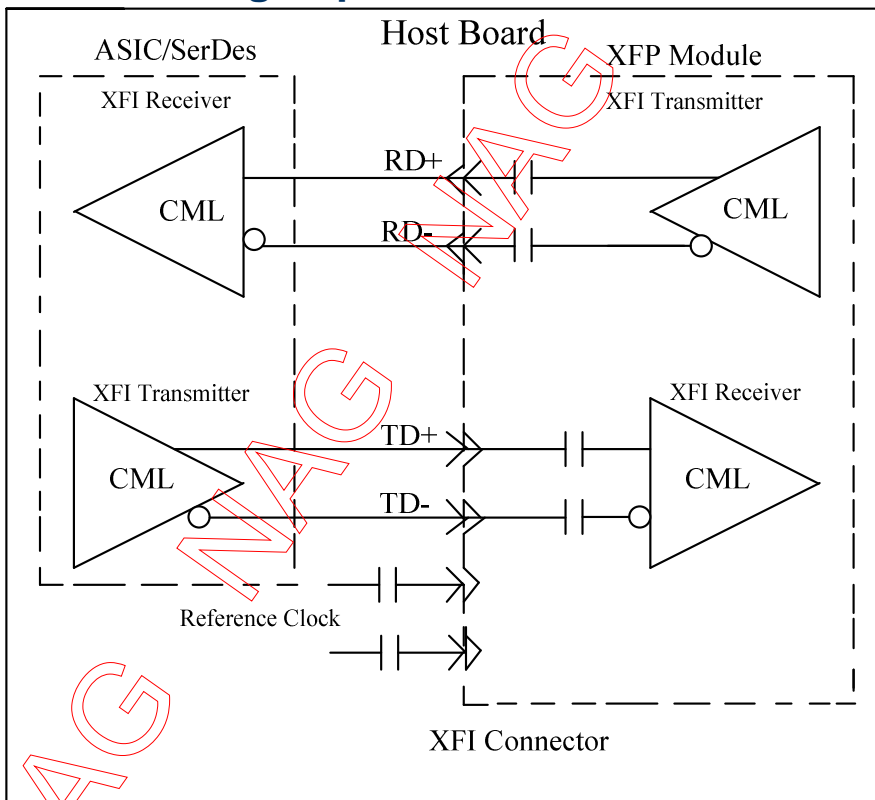 Host Board
ASIC/SerDes
XFP Module
XFI Receiver
XFI Transmitter
RD+
CML
CML
RD-
XFI Transmitter
XFI Receiver
TD+
CML
CML
TD-
Reference Clock
XFI Connector
NAG
NAG
AG